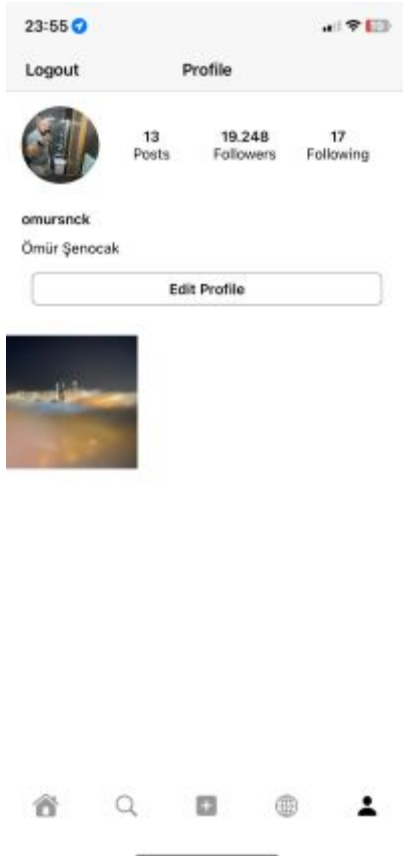 23:55
Logout Profile
13 19.248 17
Posts Followers Following
omursnck
Ömür Şenocak
Edit Profile